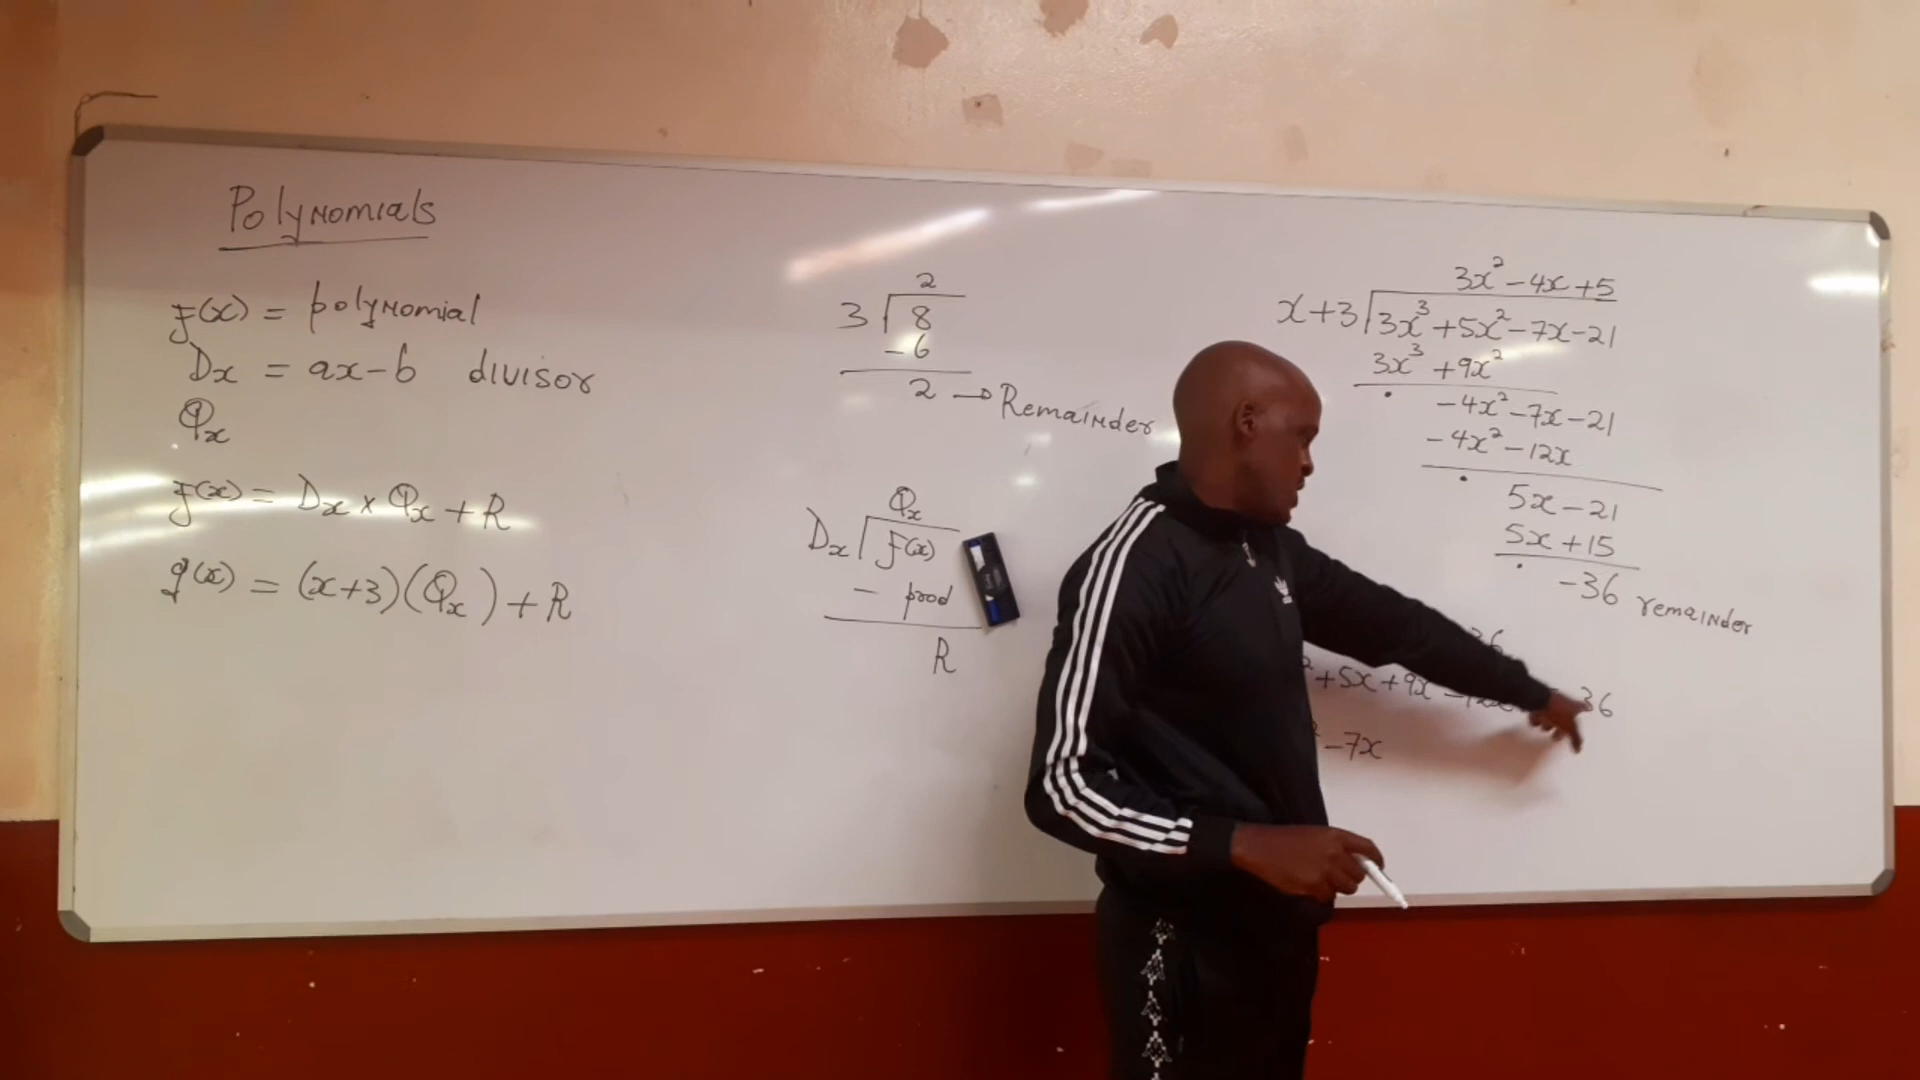 Polynomials
f(x) = polynomial
Dx = ax-b divisor
Qx
f(x) = Dx × Qx + R
g(x) = (x+3)(Qx) + R
2
3 8
- 6
2 → Remainder
Qx
Dx f(x)
- prod
R
3x² - 4x + 5
x+3 3x³ + 5x² - 7x - 21
3x³ + 9x²
-4x² - 7x - 21
-4x² - 12x
5x - 21
5x + 15
-36 remainder
36
+5x + 9x 36
-7x